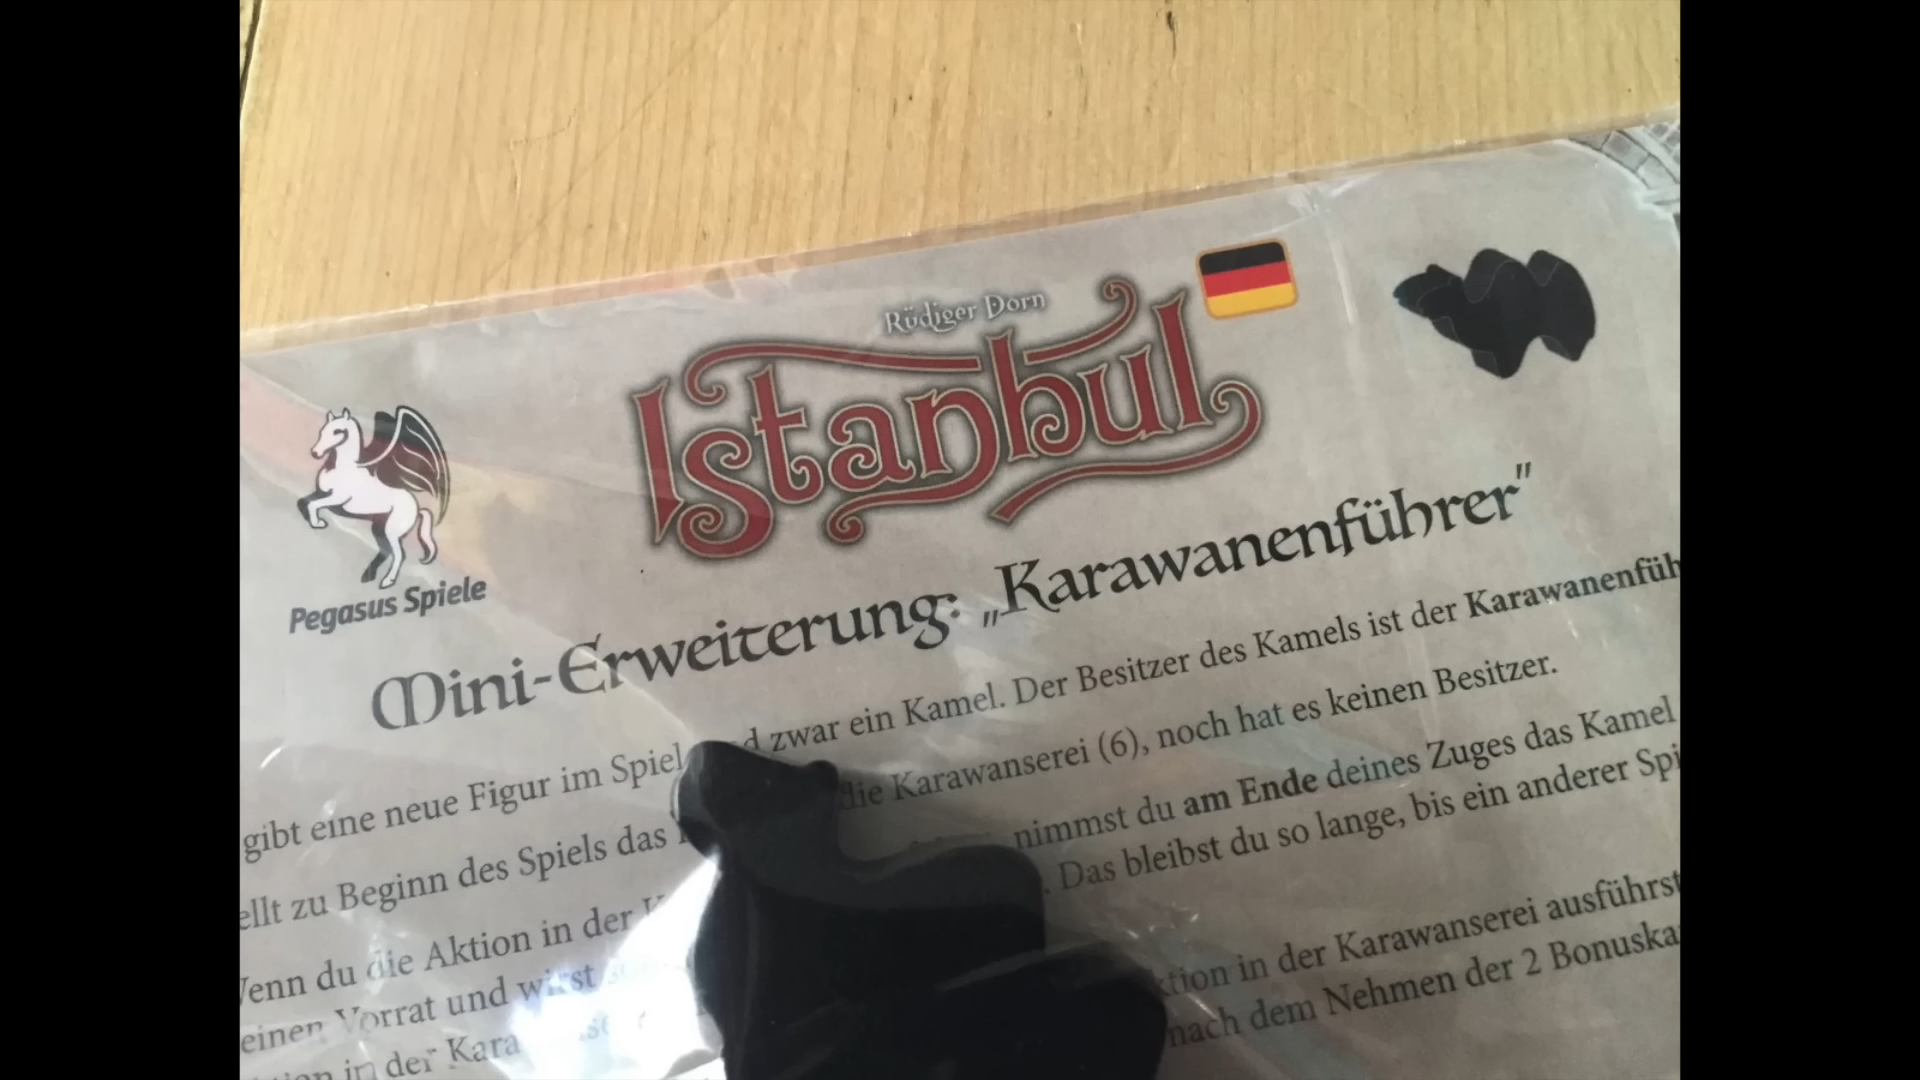 Rüdiger Dorn
Istanbul
Pegasus Spiele
Mini-Erweiterung: „Karawanenführer"
gibt eine neue Figur im Spiel zwar ein Kamel. Der Besitzer des Kamels ist der Karawanenfüh
ellt zu Beginn des Spiels das die Karawanserei (6), noch hat es keinen Besitzer.
Wenn du die Aktion in der nimmst du am Ende deines Zuges das Kamel
einen Vorrat und wirst . Das bleibst du so lange, bis ein anderer Spi
tion in der Kara tion in der Karawanserei ausführst
nach dem Nehmen der 2 Bonuska